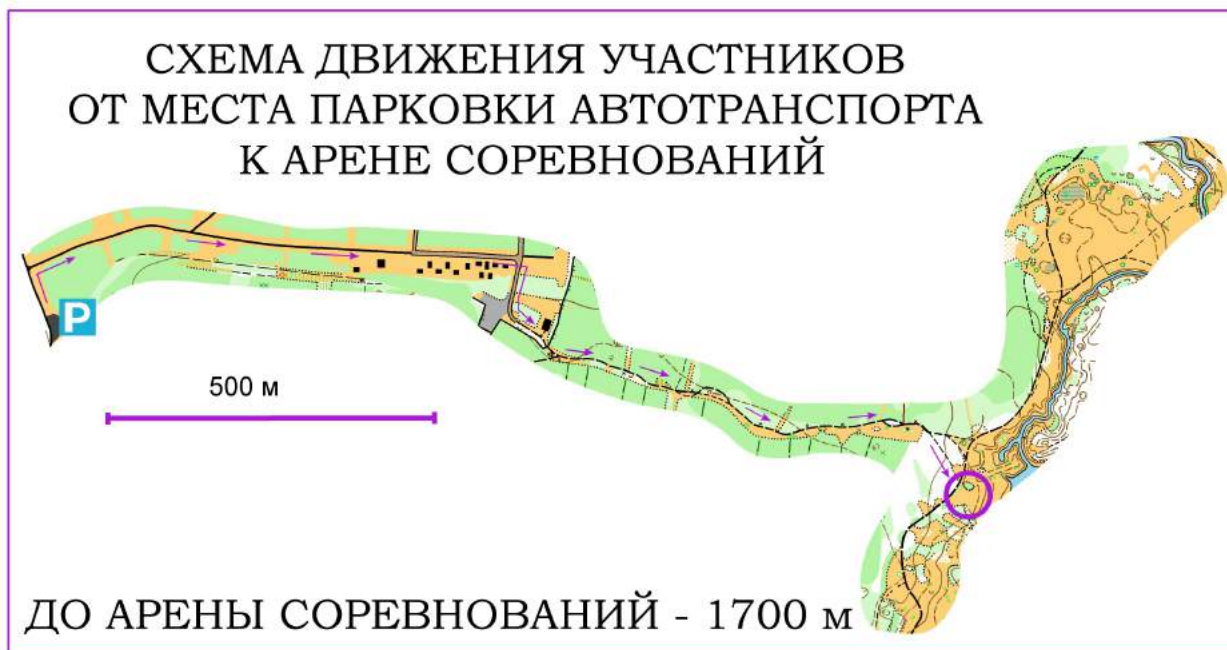 СХЕМА ДВИЖЕНИЯ УЧАСТНИКОВ
ОТ МЕСТА ПАРКОВКИ АВТОТРАНСПОРТА
К АРЕНЕ СОРЕВНОВАНИЙ
P
500 м
ДО АРЕНЫ СОРЕВНОВАНИЙ - 1700 м